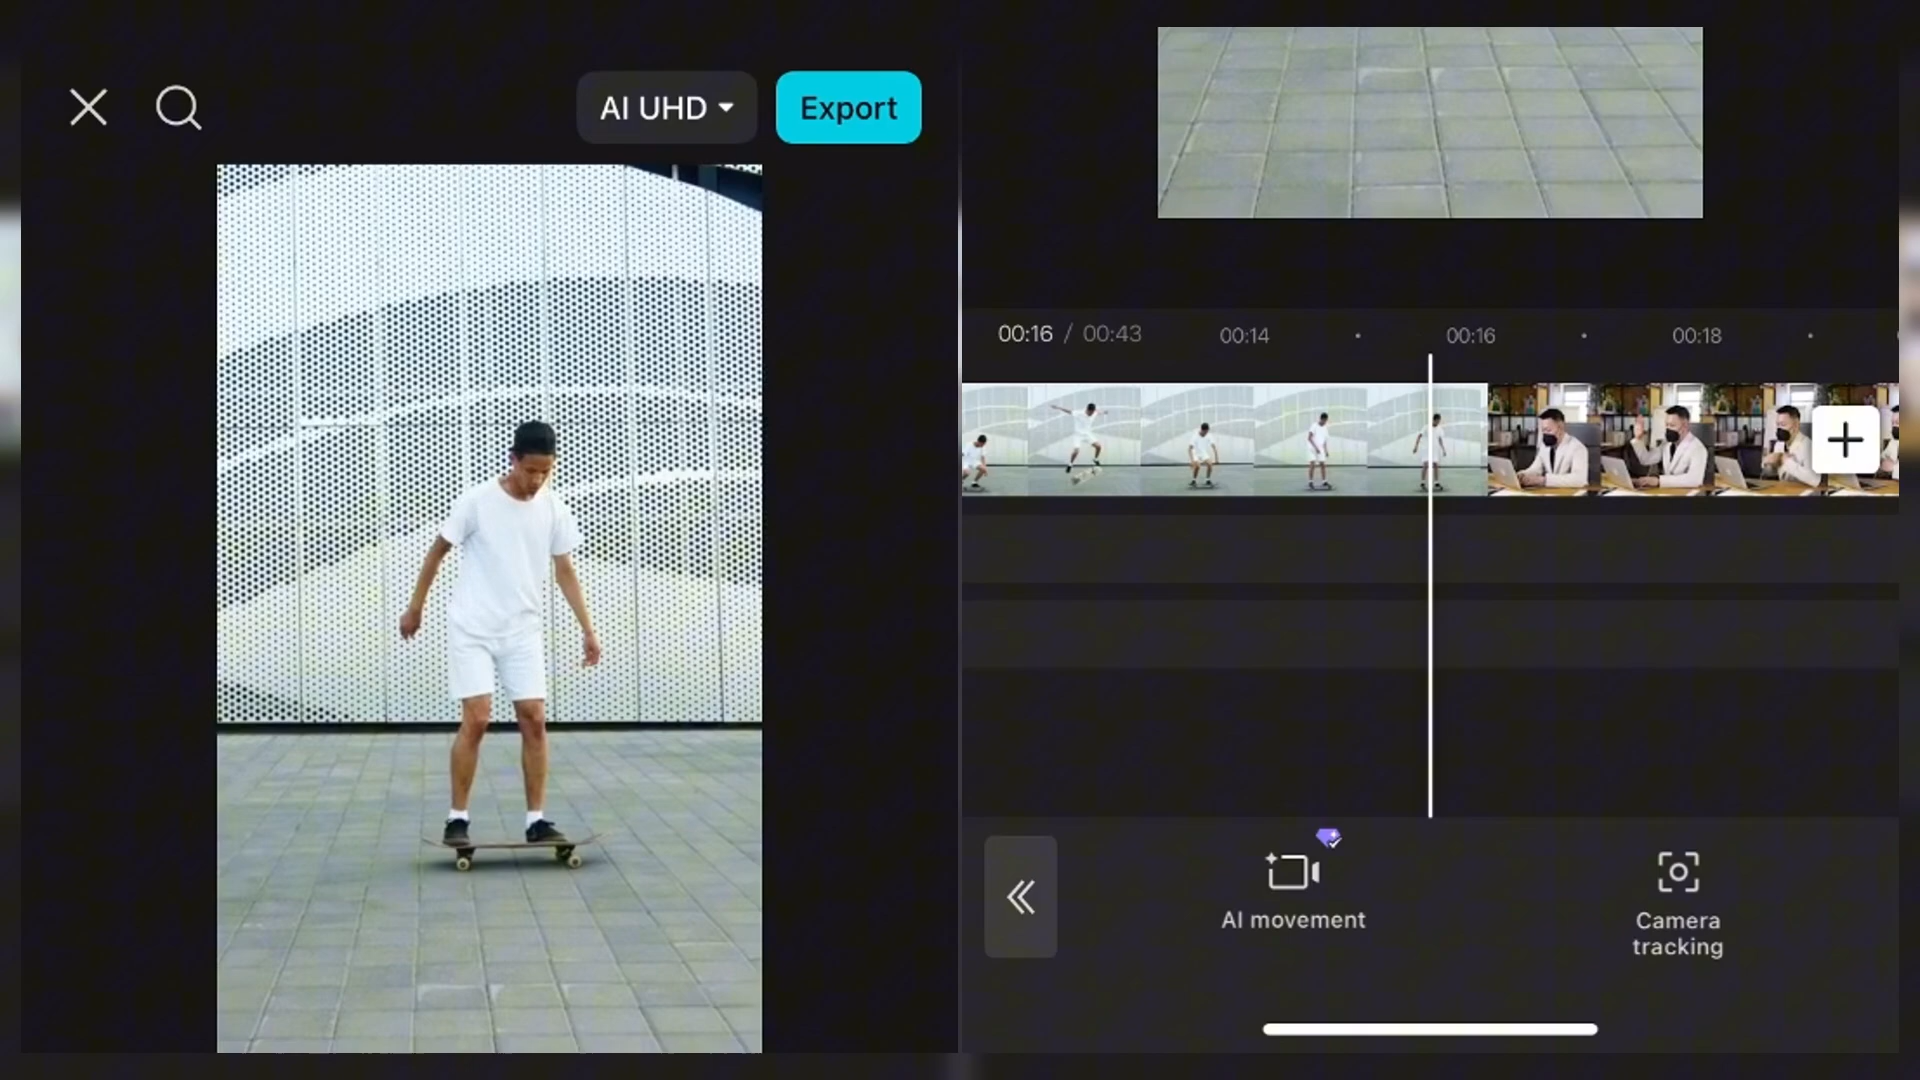 AI UHD
Export
00:16 / 00:43
00:14
00:16
00:18
AI movement
Camera
tracking